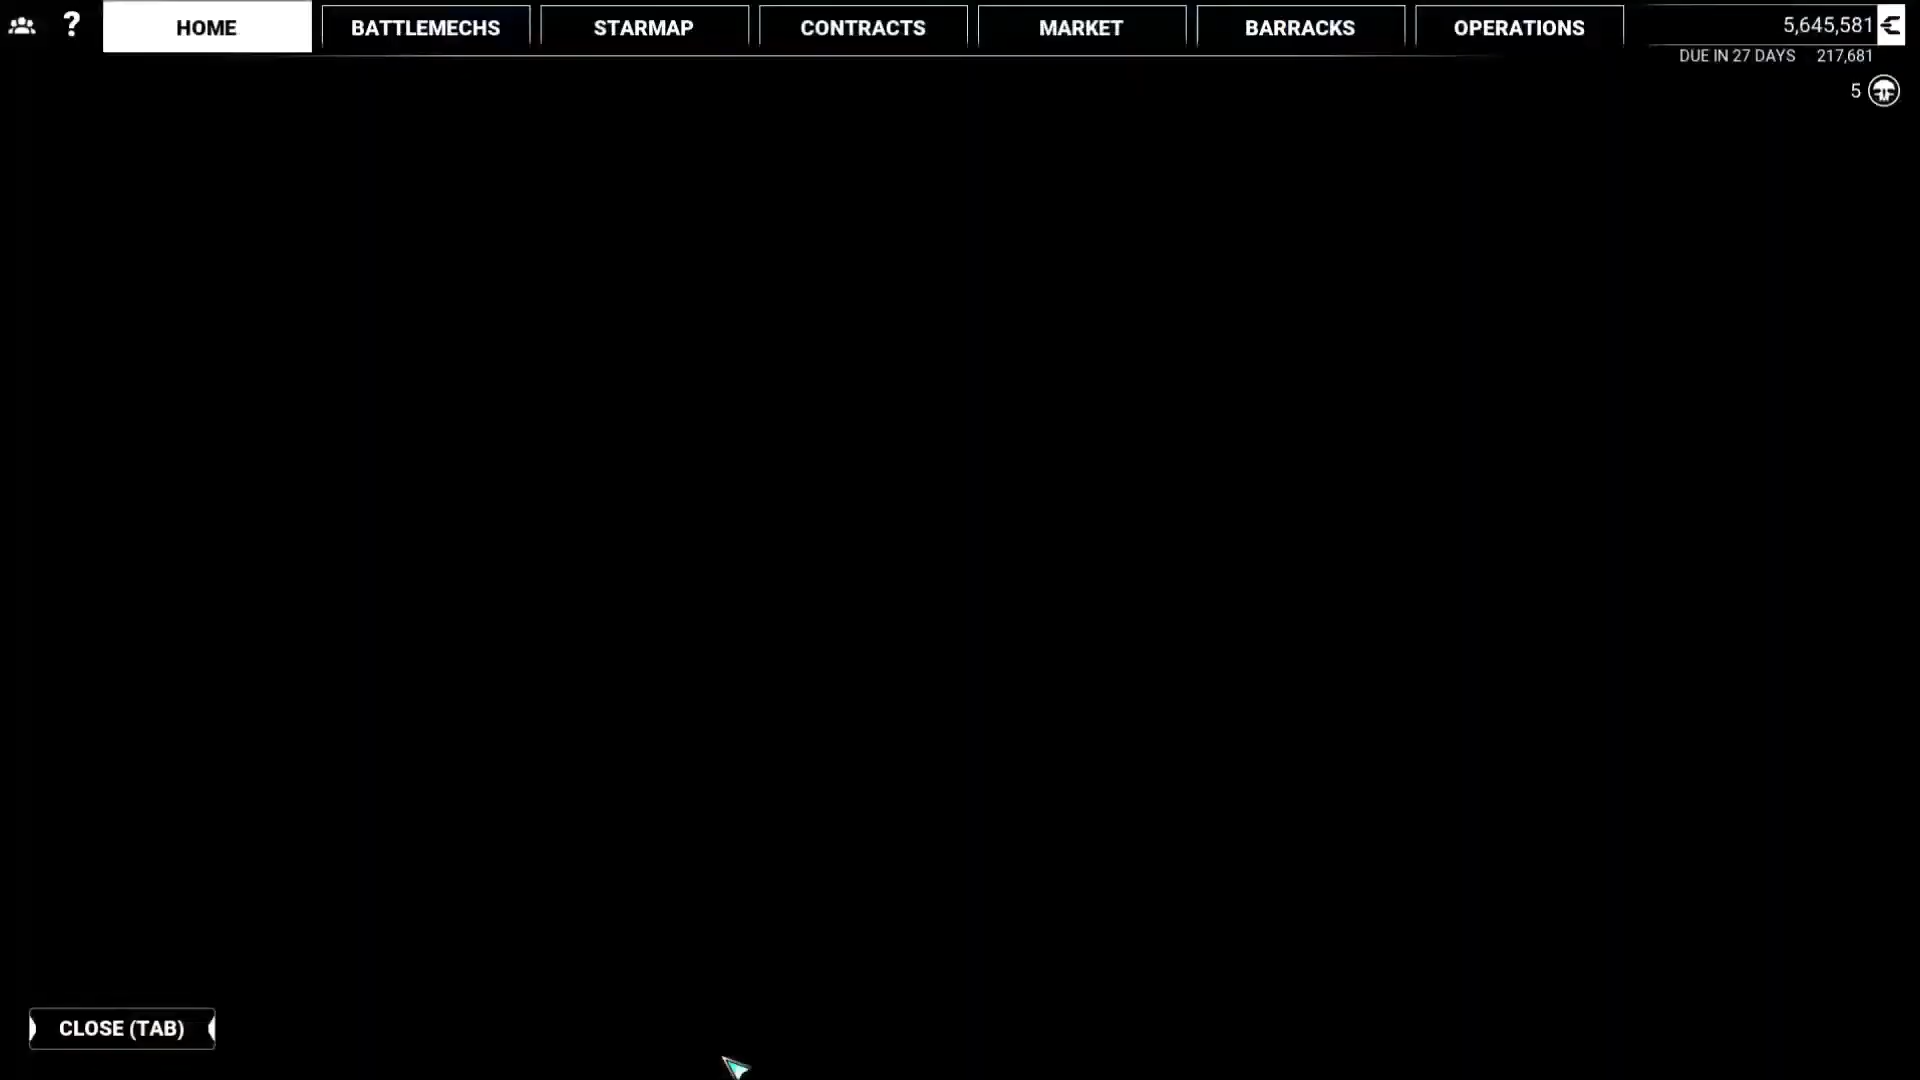 ? HOME BATTLEMECHS STARMAP CONTRACTS MARKET BARRACKS OPERATIONS 5,645,581
DUE IN 27 DAYS 217,681
5
CLOSE (TAB)